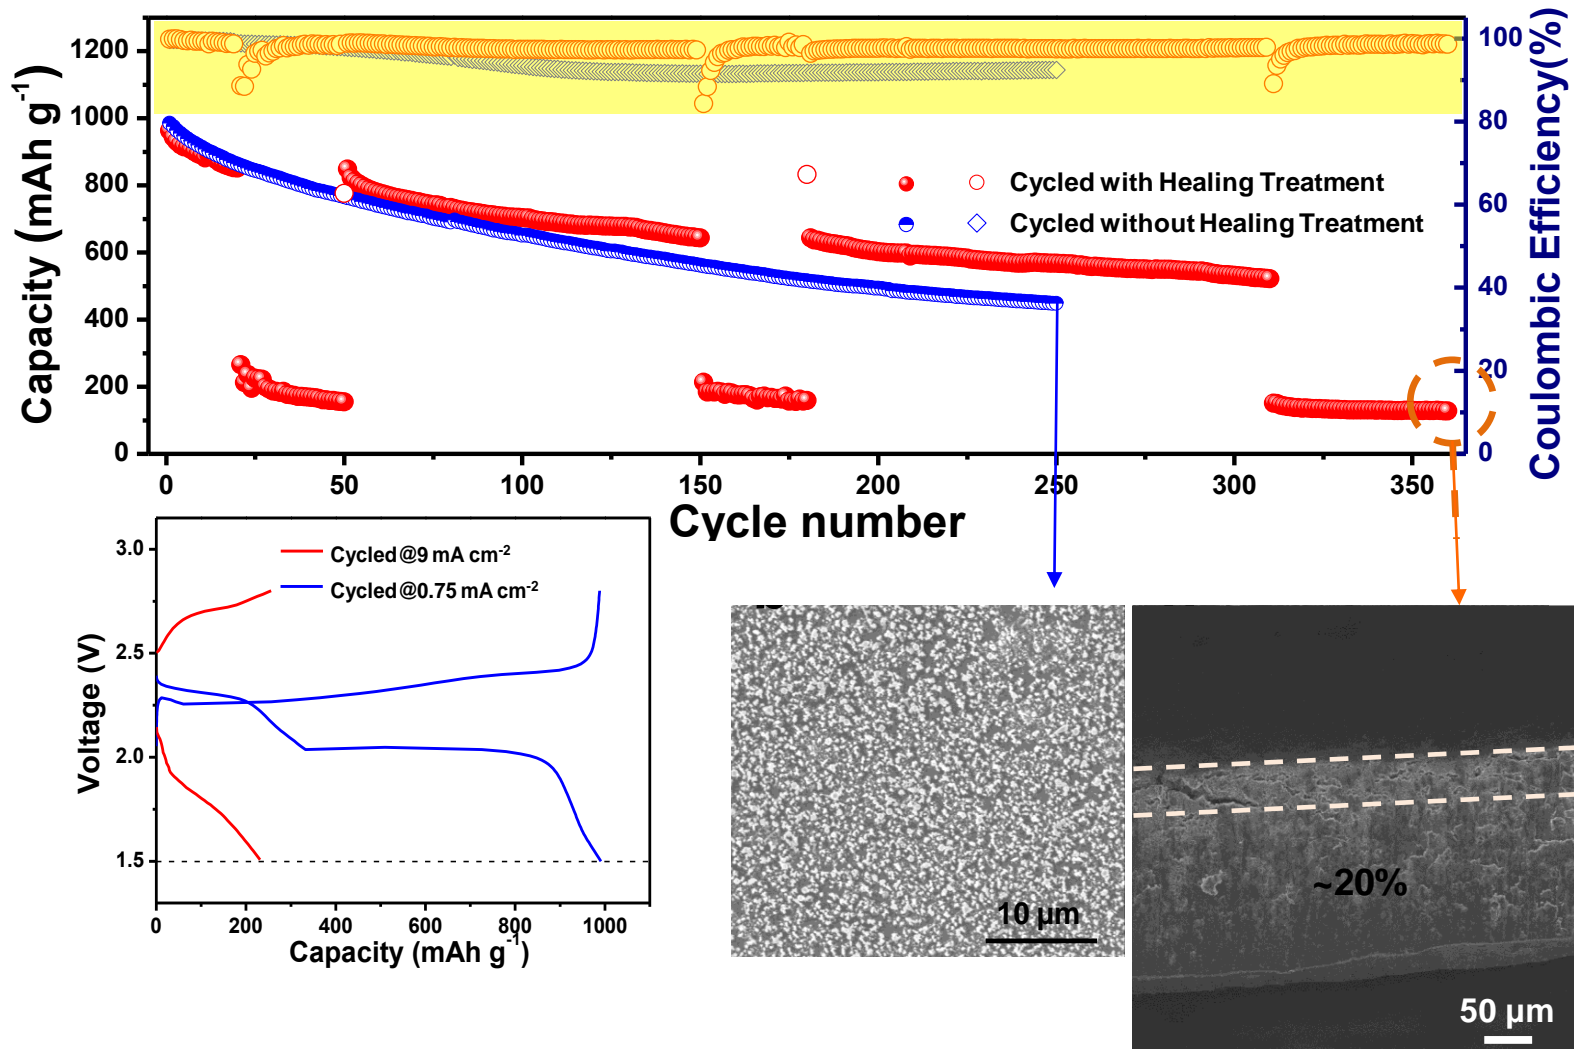 Capacity (mAh g-1)
1200
1000
800
600
400
200
0
100
80
60
40
20
0
Coulombic Efficiency(%)
Cycled with Healing Treatment
Cycled without Healing Treatment
0 50 100 150 200 250 300 350
Cycle number
Voltage (V)
3.0
2.5
2.0
1.5
Cycled@9 mA cm-2
Cycled@0.75 mA cm-2
0 200 400 600 800 1000
Capacity (mAh g-1)
10 μm
~20%
50 μm